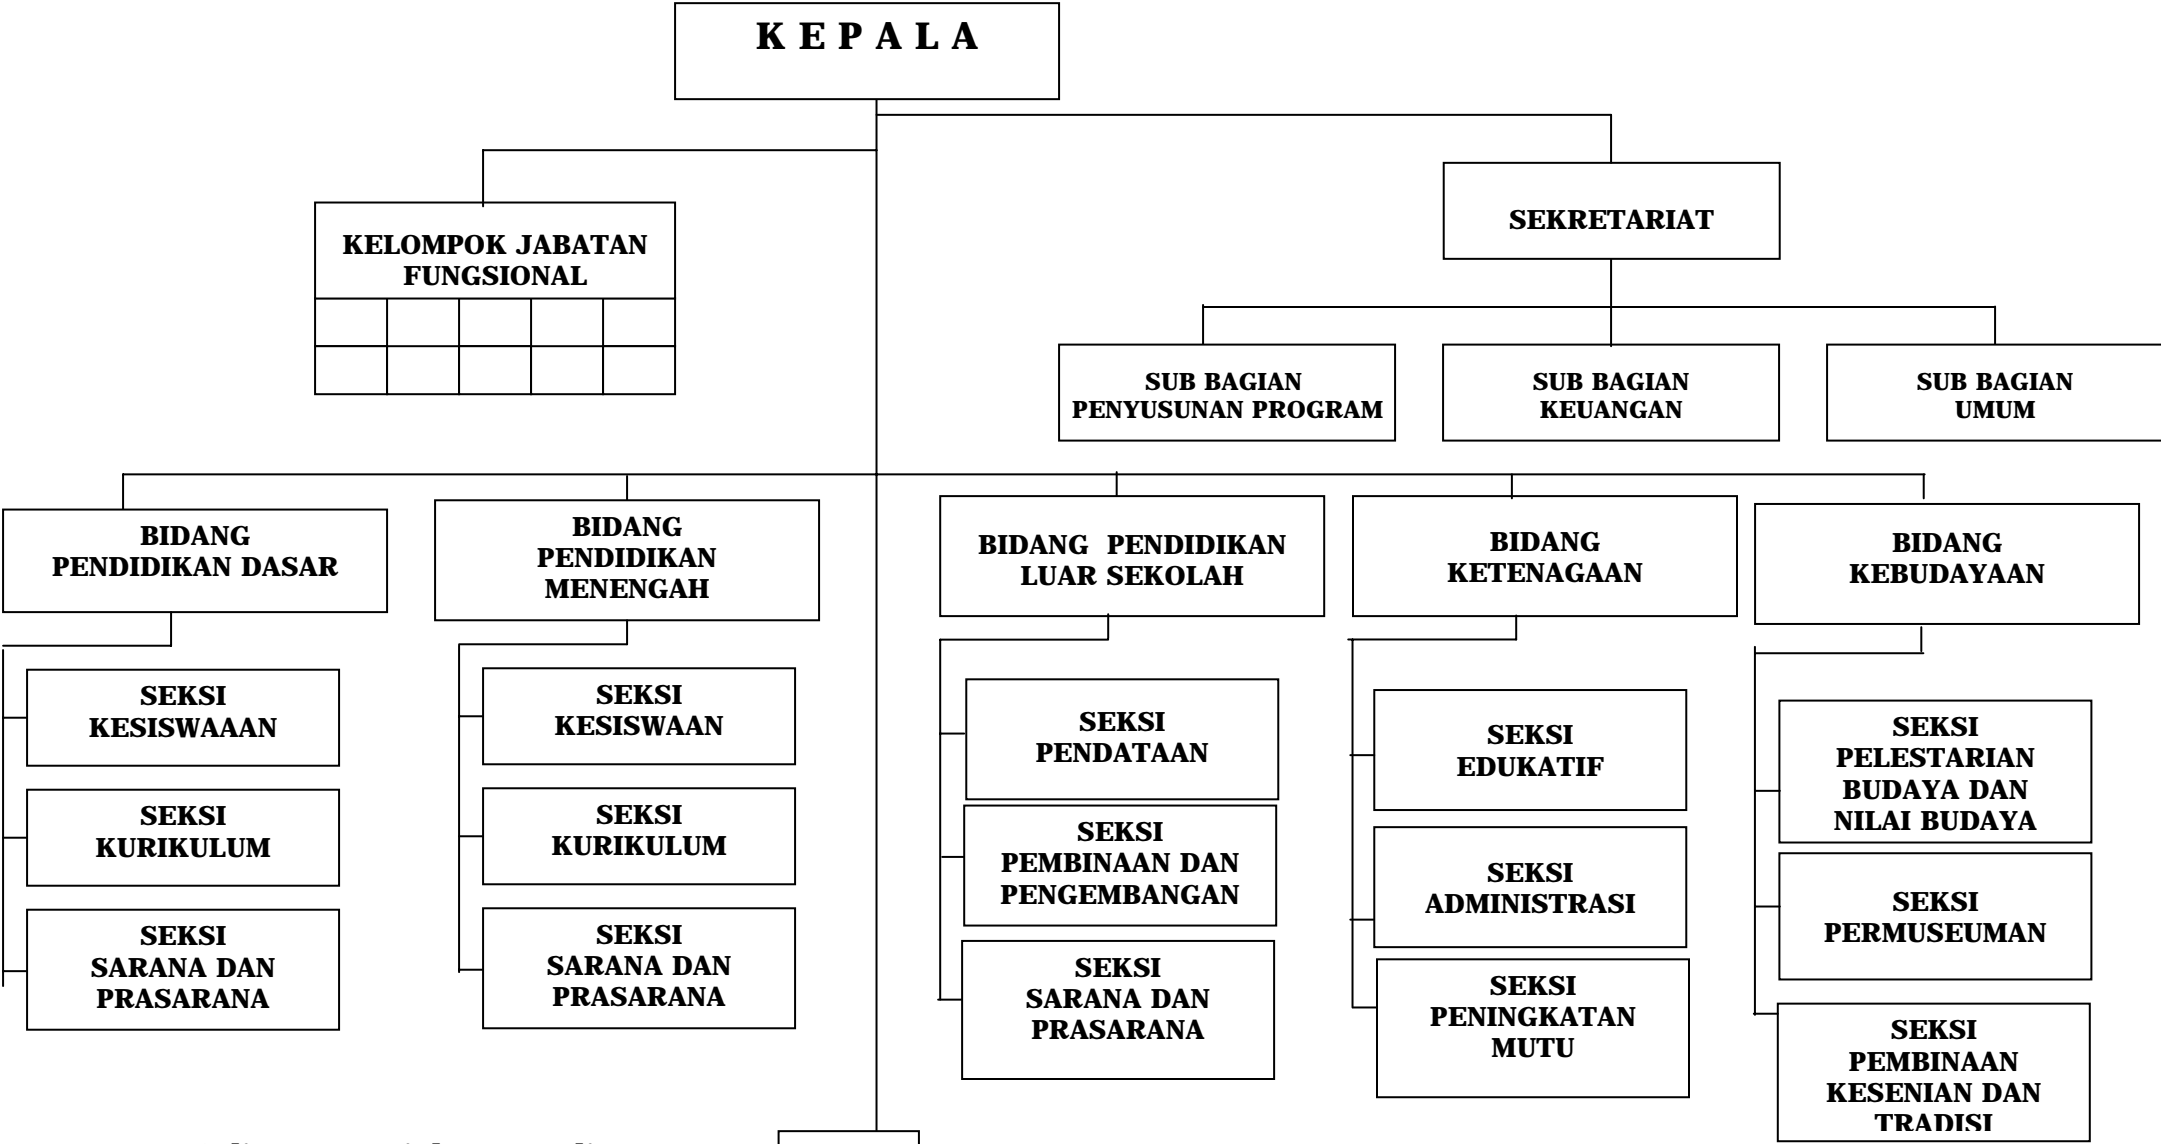 K E P A L A
SEKRETARIAT
KELOMPOK JABATAN
FUNGSIONAL
SUB BAGIAN
PENYUSUNAN PROGRAM
SUB BAGIAN
KEUANGAN
SUB BAGIAN
UMUM
BIDANG
PENDIDIKAN DASAR
BIDANG
PENDIDIKAN
MENENGAH
BIDANG PENDIDIKAN
LUAR SEKOLAH
BIDANG
KETENAGAAN
BIDANG
KEBUDAYAAN
SEKSI
KESISWAAAN
SEKSI
KURIKULUM
SEKSI
SARANA DAN
PRASARANA
SEKSI
KESISWAAN
SEKSI
KURIKULUM
SEKSI
SARANA DAN
PRASARANA
SEKSI
PENDATAAN
SEKSI
PEMBINAAN DAN
PENGEMBANGAN
SEKSI
SARANA DAN
PRASARANA
SEKSI
EDUKATIF
SEKSI
ADMINISTRASI
SEKSI
PENINGKATAN
MUTU
SEKSI
PELESTARIAN
BUDAYA DAN
NILAI BUDAYA
SEKSI
PERMUSEUMAN
SEKSI
PEMBINAAN
KESENIAN DAN
TRADISI